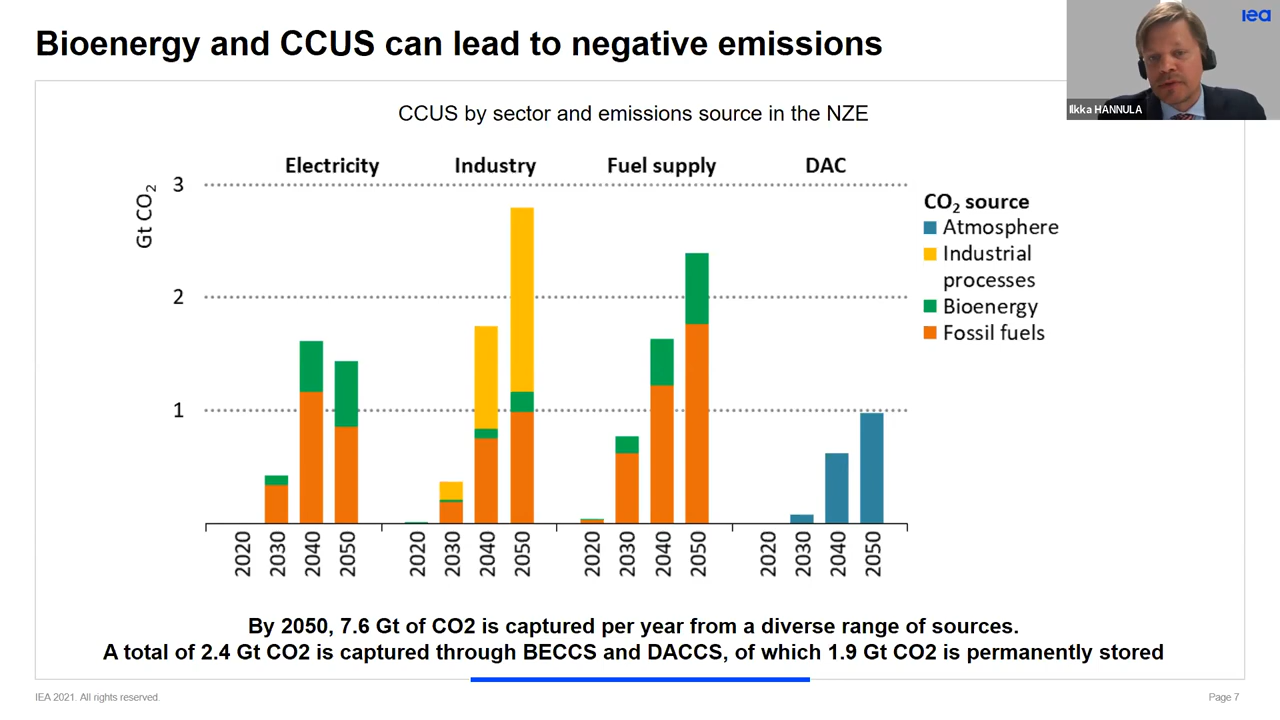 Bioenergy and CCUS can lead to negative emissions
iea
Ilkka HANNULA
CCUS by sector and emissions source in the NZE
Electricity Industry Fuel supply DAC
Gt CO₂
3
2
1
CO₂ source
Atmosphere
Industrial
processes
Bioenergy
Fossil fuels
2020 2030 2040 2050 2020 2030 2040 2050 2020 2030 2040 2050 2020 2030 2040 2050
By 2050, 7.6 Gt of CO2 is captured per year from a diverse range of sources.
A total of 2.4 Gt CO2 is captured through BECCS and DACCS, of which 1.9 Gt CO2 is permanently stored
IEA 2021. All rights reserved.
Page 7